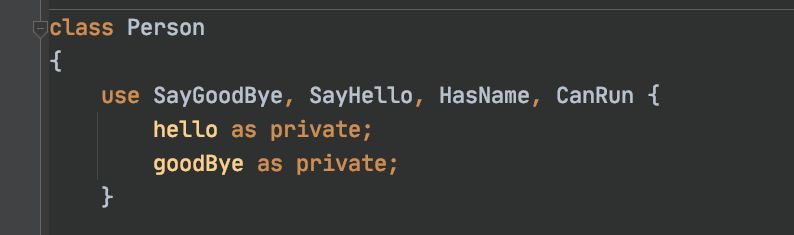 class Person
{
use SayGoodBye, SayHello, HasName, CanRun {
hello as private;
goodBye as private;
}